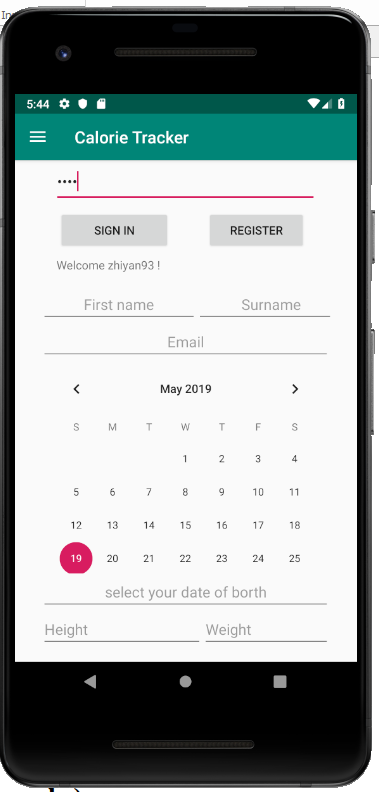 5:44
Calorie Tracker
••••
SIGN IN REGISTER
Welcome zhiyan93 !
First name Surname
Email
May 2019
S M T W T F S
1 2 3 4
5 6 7 8 9 10 11
12 13 14 15 16 17 18
19 20 21 22 23 24 25
select your date of borth
Height Weight